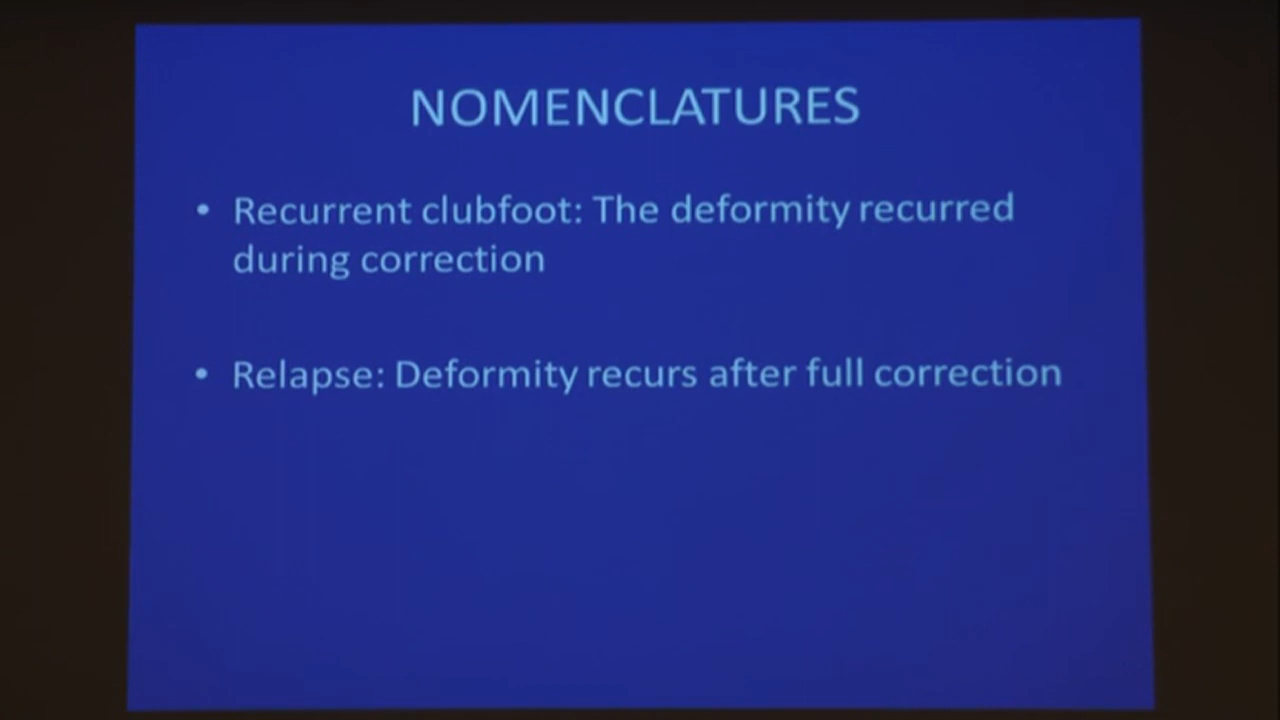 NOMENCLATURES
• Recurrent clubfoot: The deformity recurred
during correction
• Relapse: Deformity recurs after full correction